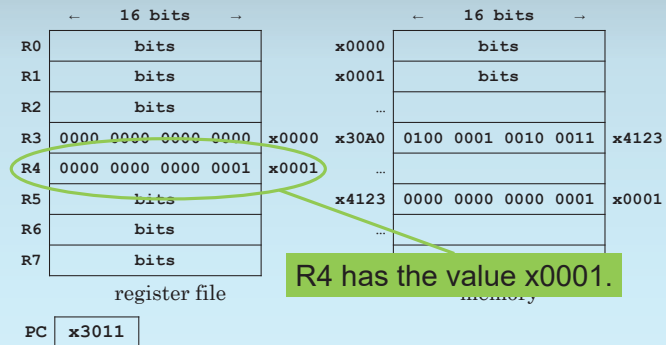 ← 16 bits → ← 16 bits →
R0 bits x0000 bits
R1 bits x0001 bits
R2 bits …
R3 0000 0000 0000 0000 x0000 x30A0 0100 0001 0010 0011 x4123
R4 0000 0000 0000 0001 x0001 …
R5 bits x4123 0000 0000 0000 0001 x0001
R6 bits …
R7 bits
R4 has the value x0001.
register file memory
PC x3011